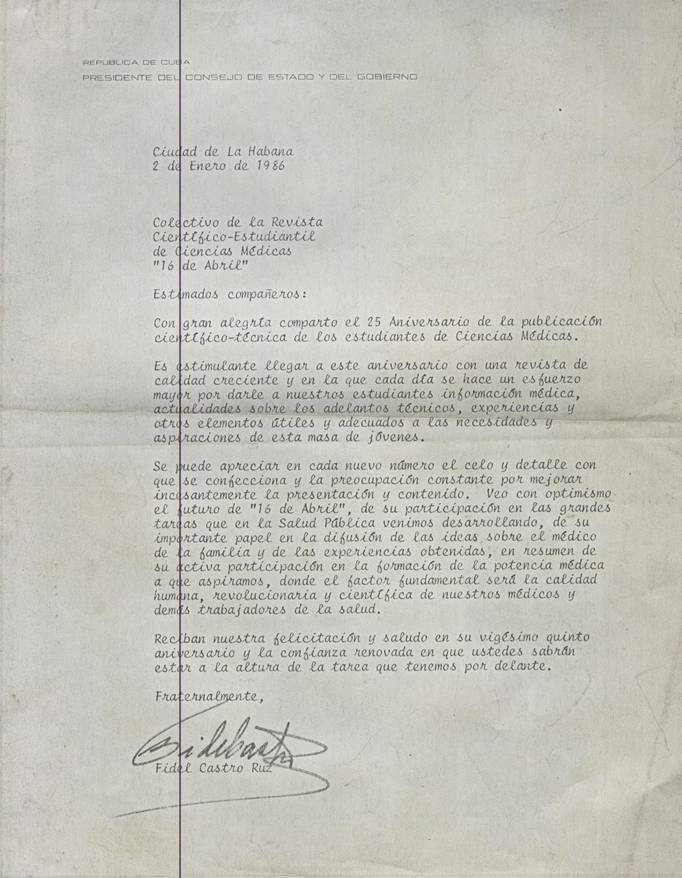 REPUBLICA DE CUBA
PRESIDENTE DEL CONSEJO DE ESTADO Y DEL GOBIERNO
Ciudad de La Habana
2 de Enero de 1986
Colectivo de la Revista
Científico-Estudiantil
de Ciencias Médicas
"16 de Abril"
Estimados compañeros:
Con gran alegría comparto el 25 Aniversario de la publicación
científico-técnica de los estudiantes de Ciencias Médicas.
Es estimulante llegar a este aniversario con una revista de
calidad creciente y en la que cada día se hace un esfuerzo
mayor por darle a nuestros estudiantes información médica,
actualidades sobre los adelantos técnicos, experiencias y
otros elementos útiles y adecuados a las necesidades y
aspiraciones de esta masa de jóvenes.
Se puede apreciar en cada nuevo número el celo y detalle con
que se confecciona y la preocupación constante por mejorar
incesantemente la presentación y contenido. Veo con optimismo
el futuro de "16 de Abril", de su participación en las grandes
tareas que en la Salud Pública venimos desarrollando, de su
importante papel en la difusión de las ideas sobre el médico
de la familia y de las experiencias obtenidas, en resumen de
su activa participación en la formación de la potencia médica
a que aspiramos, donde el factor fundamental será la calidad
humana, revolucionaria y científica de nuestros médicos y
demás trabajadores de la salud.
Reciban nuestra felicitación y saludo en su vigésimo quinto
aniversario y la confianza renovada en que ustedes sabrán
estar a la altura de la tarea que tenemos por delante.
Fraternalmente,
Fidel Castro
Fidel Castro Ruz